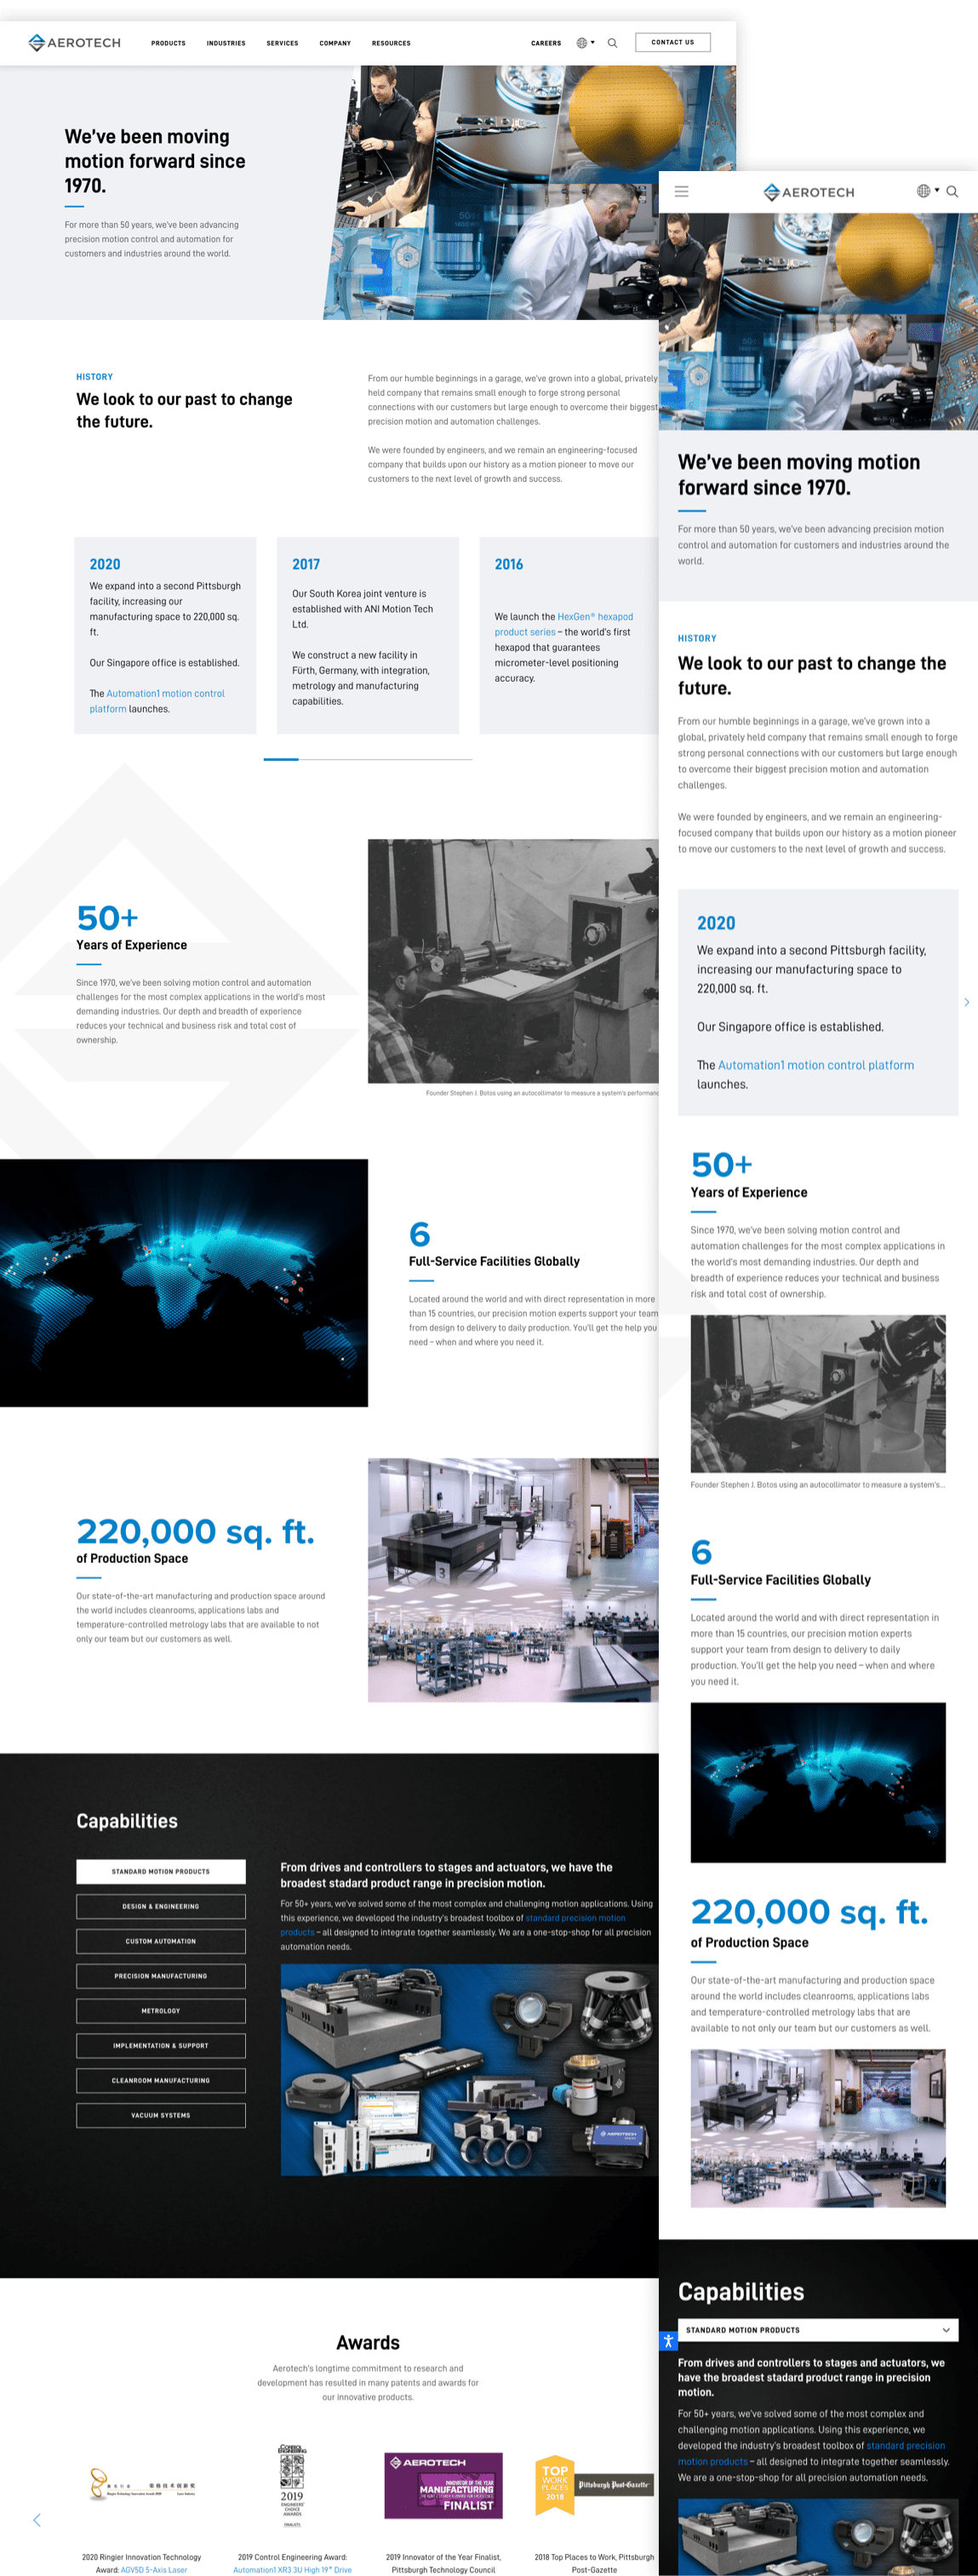 AEROTECH
PRODUCTS
INDUSTRIES
SERVICES
COMPANY
RESOURCES
CAREERS
CONTACT US
We've been moving
motion forward since
1970.
For more than 50 years, we've been advancing
precision motion control and automation for
customers and industries around the world.
HISTORY
We look to our past to change
the future.
From our humble beginnings in a garage, we've grown into a global, privately
held company that remains small enough to forge strong personal
connections with our customers but large enough to overcome their biggest
precision motion and automation challenges.
We were founded by engineers, and we remain an engineering-focused
company that builds upon our history as a motion pioneer to move our
customers to the next level of growth and success.
2020
We expand into a second Pittsburgh
facility, increasing our
manufacturing space to 220,000 sq.
ft.
Our Singapore office is established.
The Automation1 motion control
platform launches.
2017
Our South Korea joint venture is
established with ANI Motion Tech
Ltd.
We construct a new facility in
Fürth, Germany, with integration,
metrology and manufacturing
capabilities.
2016
We launch the HexGen® hexapod
product series – the world's first
hexapod that guarantees
micrometer-level positioning
accuracy.
50+
Years of Experience
Since 1970, we've been solving motion control and automation
challenges for the most complex applications in the world's most
demanding industries. Our depth and breadth of experience
reduces your technical and business risk and total cost of
ownership.
Founder Stephen J. Botos using an autocollimator to measure a system's performanc
6
Full-Service Facilities Globally
Located around the world and with direct representation in more
than 15 countries, our precision motion experts support your team
from design to delivery to daily production. You'll get the help you
need – when and where you need it.
220,000 sq. ft.
of Production Space
Our state-of-the-art manufacturing and production space around
the world includes cleanrooms, applications labs and
temperature-controlled metrology labs that are available to not
only our team but our customers as well.
Capabilities
STANDARD MOTION PRODUCTS
DESIGN & ENGINEERING
CUSTOM AUTOMATION
PRECISION MANUFACTURING
METROLOGY
IMPLEMENTATION & SUPPORT
CLEANROOM MANUFACTURING
VACUUM SYSTEMS
From drives and controllers to stages and actuators, we have the
broadest stadard product range in precision motion.
For 50+ years, we've solved some of the most complex and challenging motion applications. Using
this experience, we developed the industry's broadest toolbox of standard precision motion
products – all designed to integrate together seamlessly. We are a one-stop-shop for all precision
automation needs.
AEROTECH
Awards
Aerotech's longtime commitment to research and
development has resulted in many patents and awards for
our innovative products.
CONTROL
ENGINEERING
2019
ENGINEERS'
CHOICE
AWARDS
FINALISTS
AEROTECH
INNOVATOR OF THE YEAR
MANUFACTURING
FINALIST
TOP
WORK
PLACES
2018
Pittsburgh Post-Gazette
2020 Ringier Innovation Technology
Award: AGV5D 5-Axis Laser
2019 Control Engineering Award:
Automation1 XR3 3U High 19" Drive
2019 Innovator of the Year Finalist,
Pittsburgh Technology Council
2018 Top Places to Work, Pittsburgh
Post-Gazette
AEROTECH
We've been moving motion
forward since 1970.
For more than 50 years, we've been advancing precision motion
control and automation for customers and industries around the
world.
HISTORY
We look to our past to change the
future.
From our humble beginnings in a garage, we've grown into a
global, privately held company that remains small enough to forge
strong personal connections with our customers but large enough
to overcome their biggest precision motion and automation
challenges.
We were founded by engineers, and we remain an engineering-
focused company that builds upon our history as a motion pioneer
to move our customers to the next level of growth and success.
2020
We expand into a second Pittsburgh facility,
increasing our manufacturing space to
220,000 sq. ft.
Our Singapore office is established.
The Automation1 motion control platform
launches.
50+
Years of Experience
Since 1970, we've been solving motion control and
automation challenges for the most complex applications in
the world's most demanding industries. Our depth and
breadth of experience reduces your technical and business
risk and total cost of ownership.
Founder Stephen J. Botos using an autocollimator to measure a system's...
6
Full-Service Facilities Globally
Located around the world and with direct representation in
more than 15 countries, our precision motion experts
support your team from design to delivery to daily
production. You'll get the help you need – when and where
you need it.
220,000 sq. ft.
of Production Space
Our state-of-the-art manufacturing and production space
around the world includes cleanrooms, applications labs
and temperature-controlled metrology labs that are
available to not only our team but our customers as well.
Capabilities
STANDARD MOTION PRODUCTS
From drives and controllers to stages and actuators, we
have the broadest stadard product range in precision
motion.
For 50+ years, we've solved some of the most complex and
challenging motion applications. Using this experience, we
developed the industry's broadest toolbox of standard precision
motion products – all designed to integrate together seamlessly.
We are a one-stop-shop for all precision automation needs.